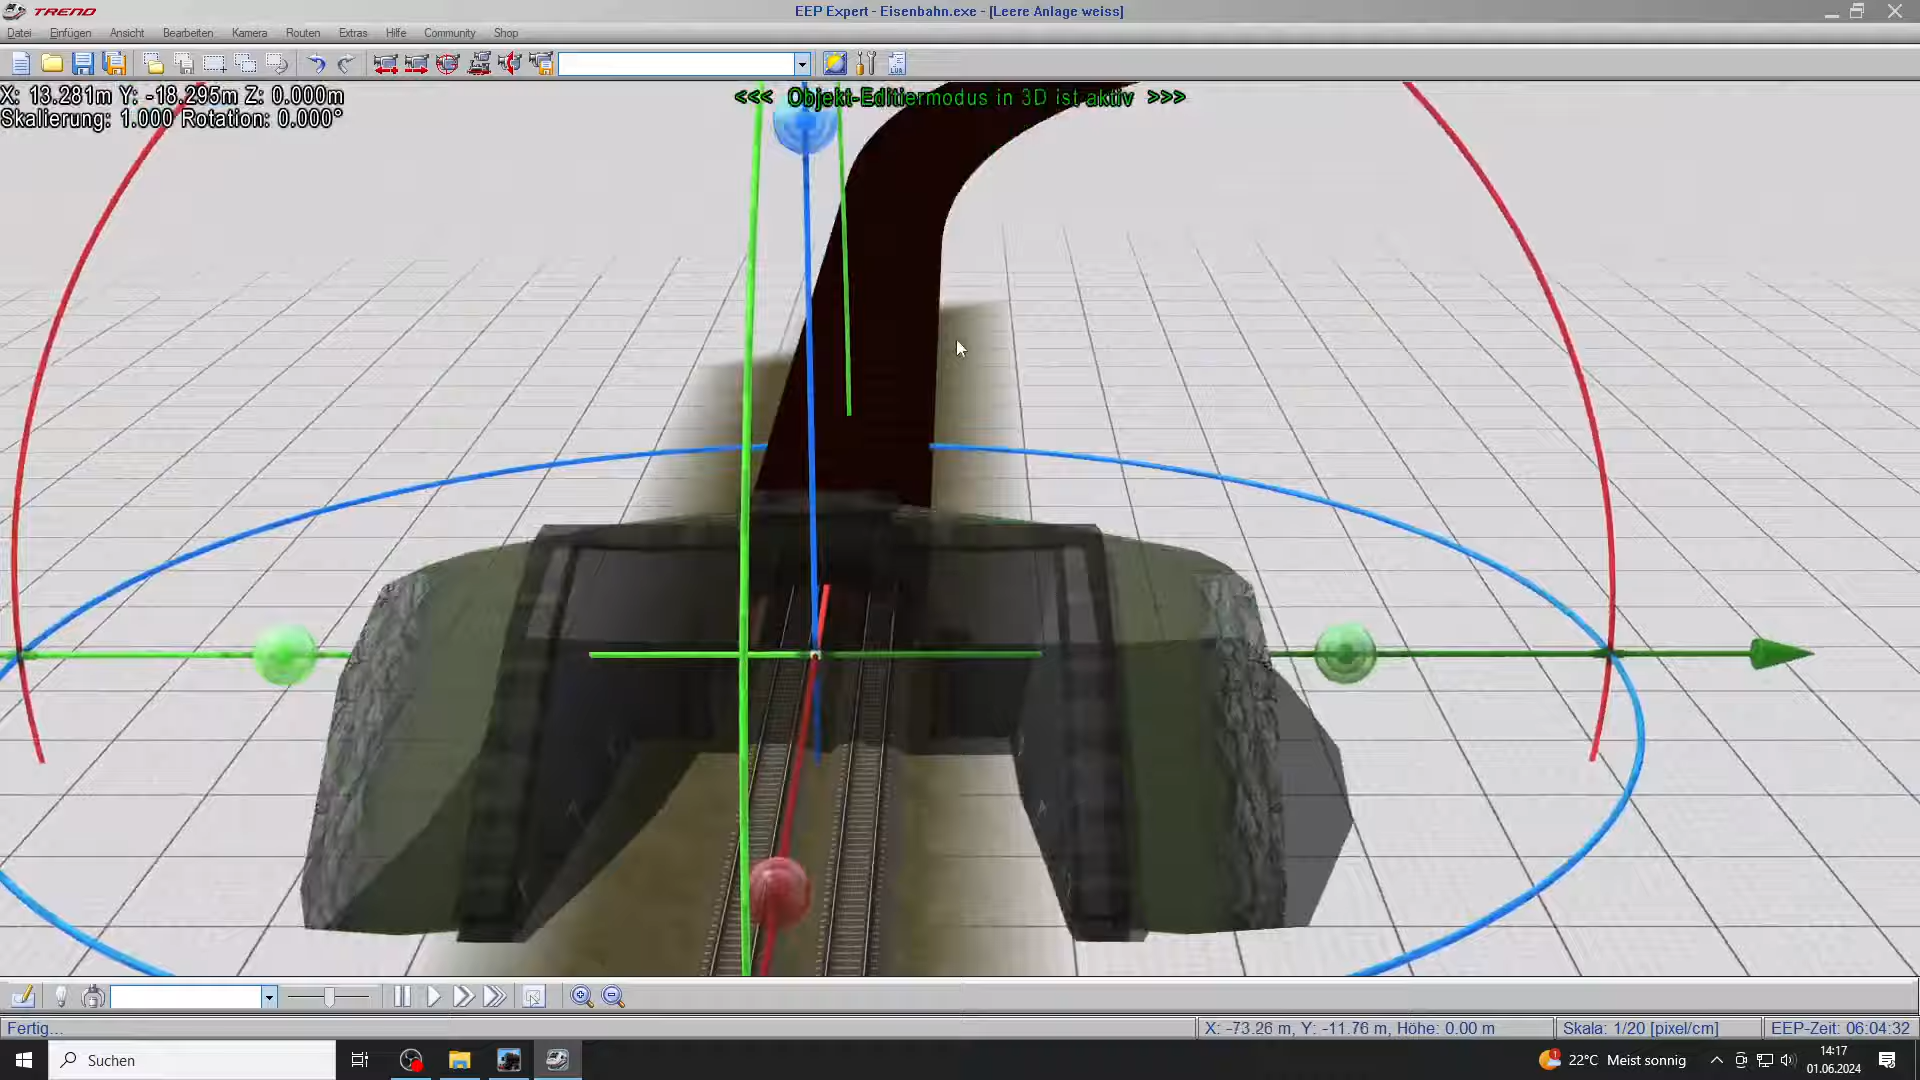 TREND
EEP Expert - Eisenbahn.exe - [Leere Anlage weiss]
Datei Einfügen Ansicht Bearbeiten Kamera Routen Extras Hilfe Community Shop
LUA
X: 13.281m Y: -18.295m Z: 0.000m
Skalierung: 1.000 Rotation: 0.000°
<<< Objekt-Editiermodus in 3D ist aktiv >>>
Fertig...
X: -73.26 m, Y: -11.76 m, Höhe: 0.00 m
Skala: 1/20 [pixel/cm]
EEP-Zeit: 06:04:32
Suchen
1
22°C Meist sonnig
14:17
01.06.2024